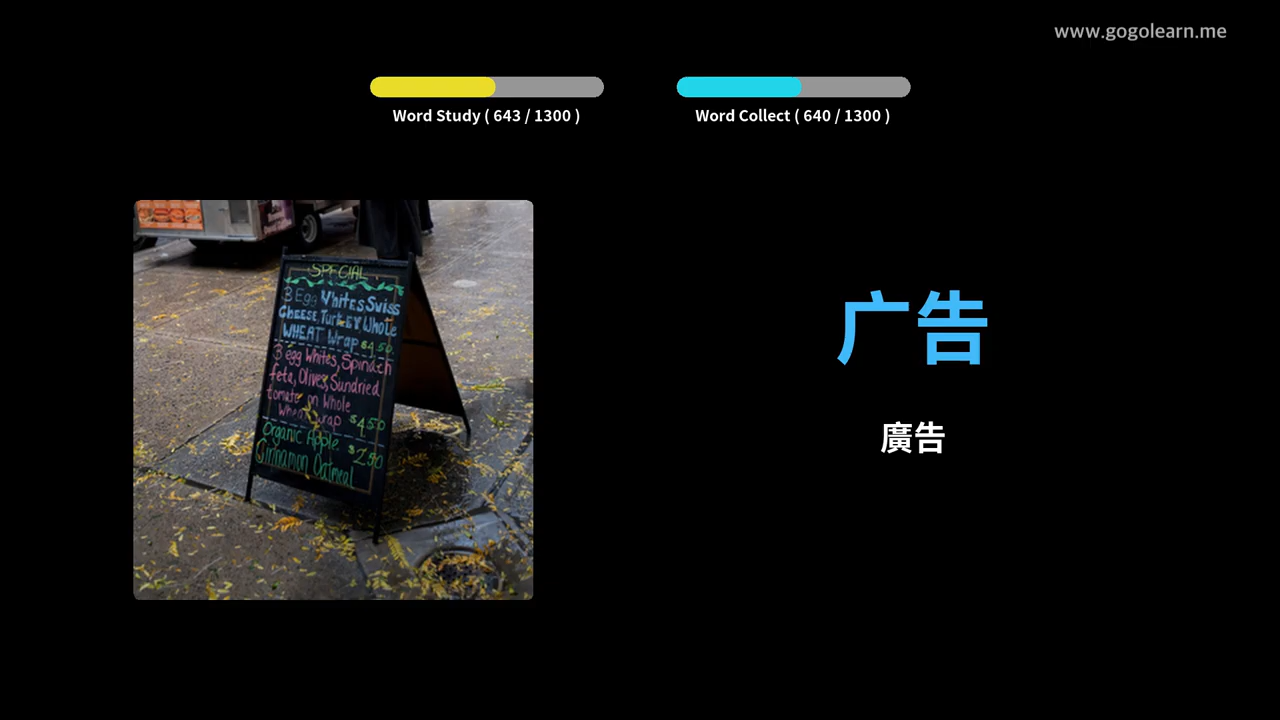 www.gogolearn.me
Word Study ( 643 / 1300 )
Word Collect ( 640 / 1300 )
SPECIAL
3 Egg Whites, Swiss
Cheese, Turkey Whole
WHEAT Wrap $4.50
3 egg Whites, Spinach
feta, Olives, Sundried
tomato on Whole
Wheat Wrap $4.50
Organic Apple
Cinnamon Oatmeal $2.50
广告
廣告